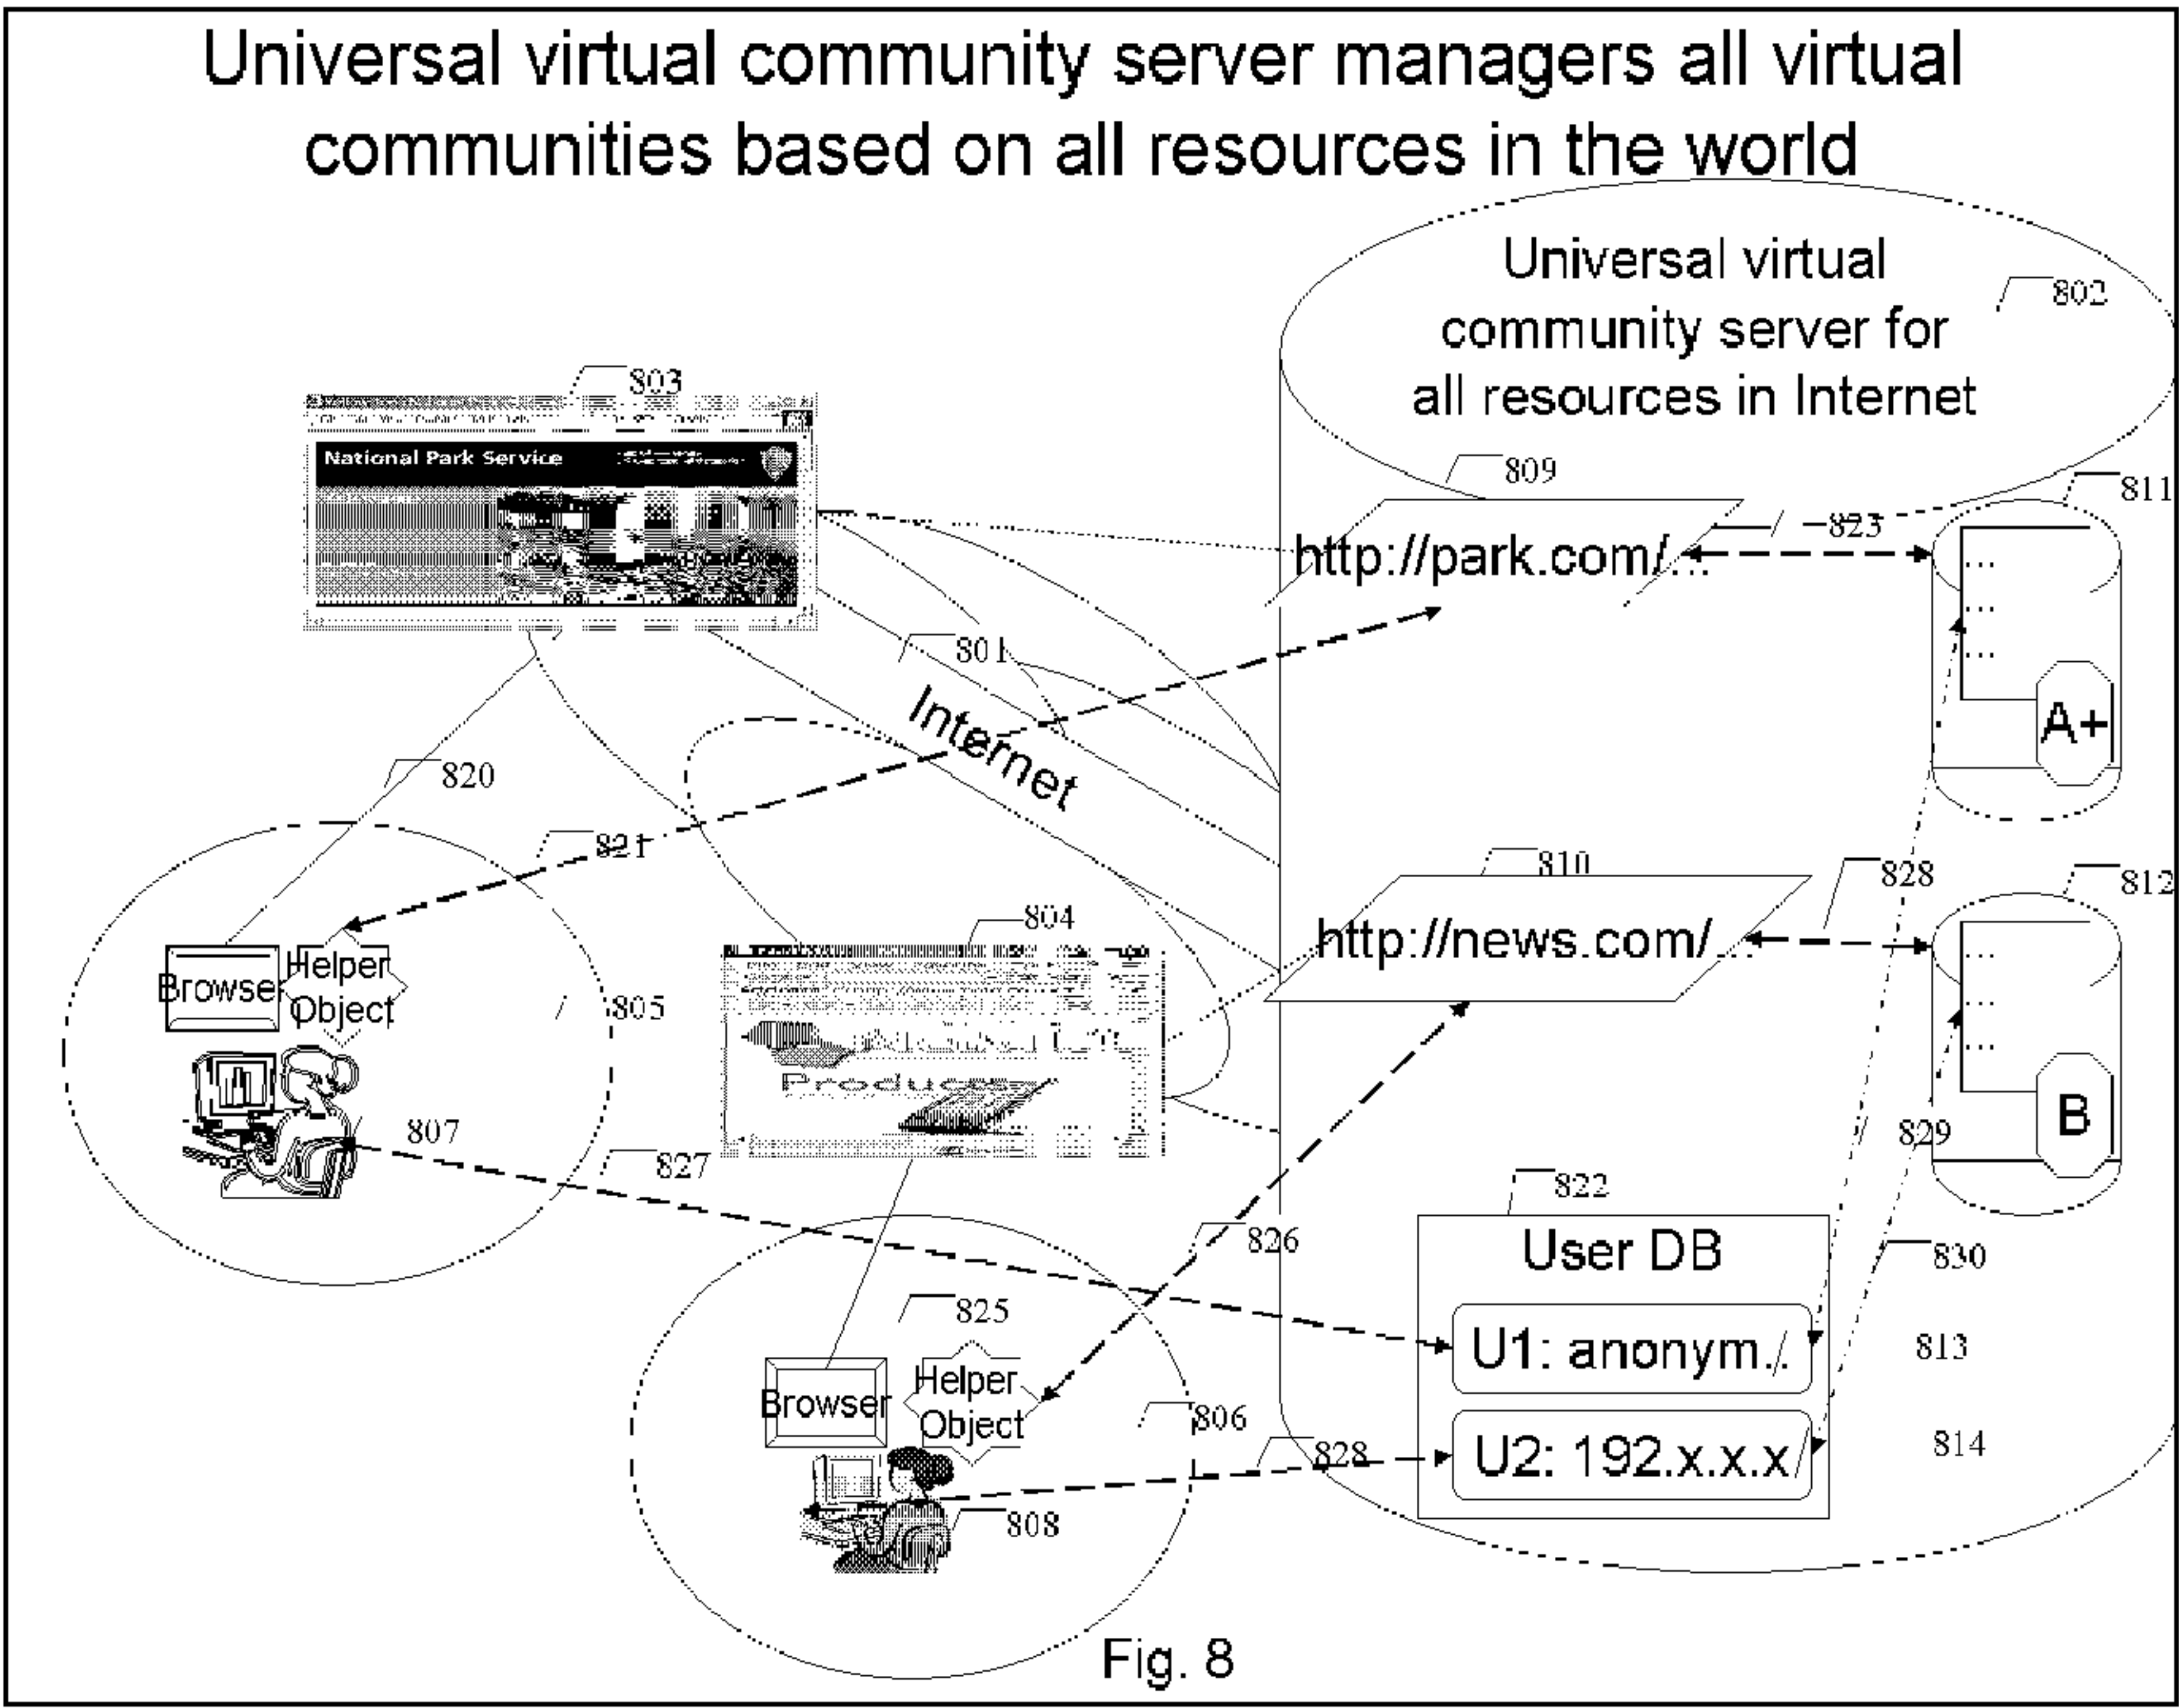 Universal virtual community server managers all virtual
communities based on all resources in the world
Universal virtual
community server for
all resources in Internet
802
803
National Park Service
809
811
http://park.com/...
823
...
...
...
A+
801
Internet
820
821
810
828
812
804
http://news.com/...
...
...
...
B
Browser
Helper
Object
805
Products
807
827
829
822
User DB
826
830
825
U1: anonym..
813
Browser
Helper
Object
806
U2: 192.x.x.x
814
828
808
Fig. 8